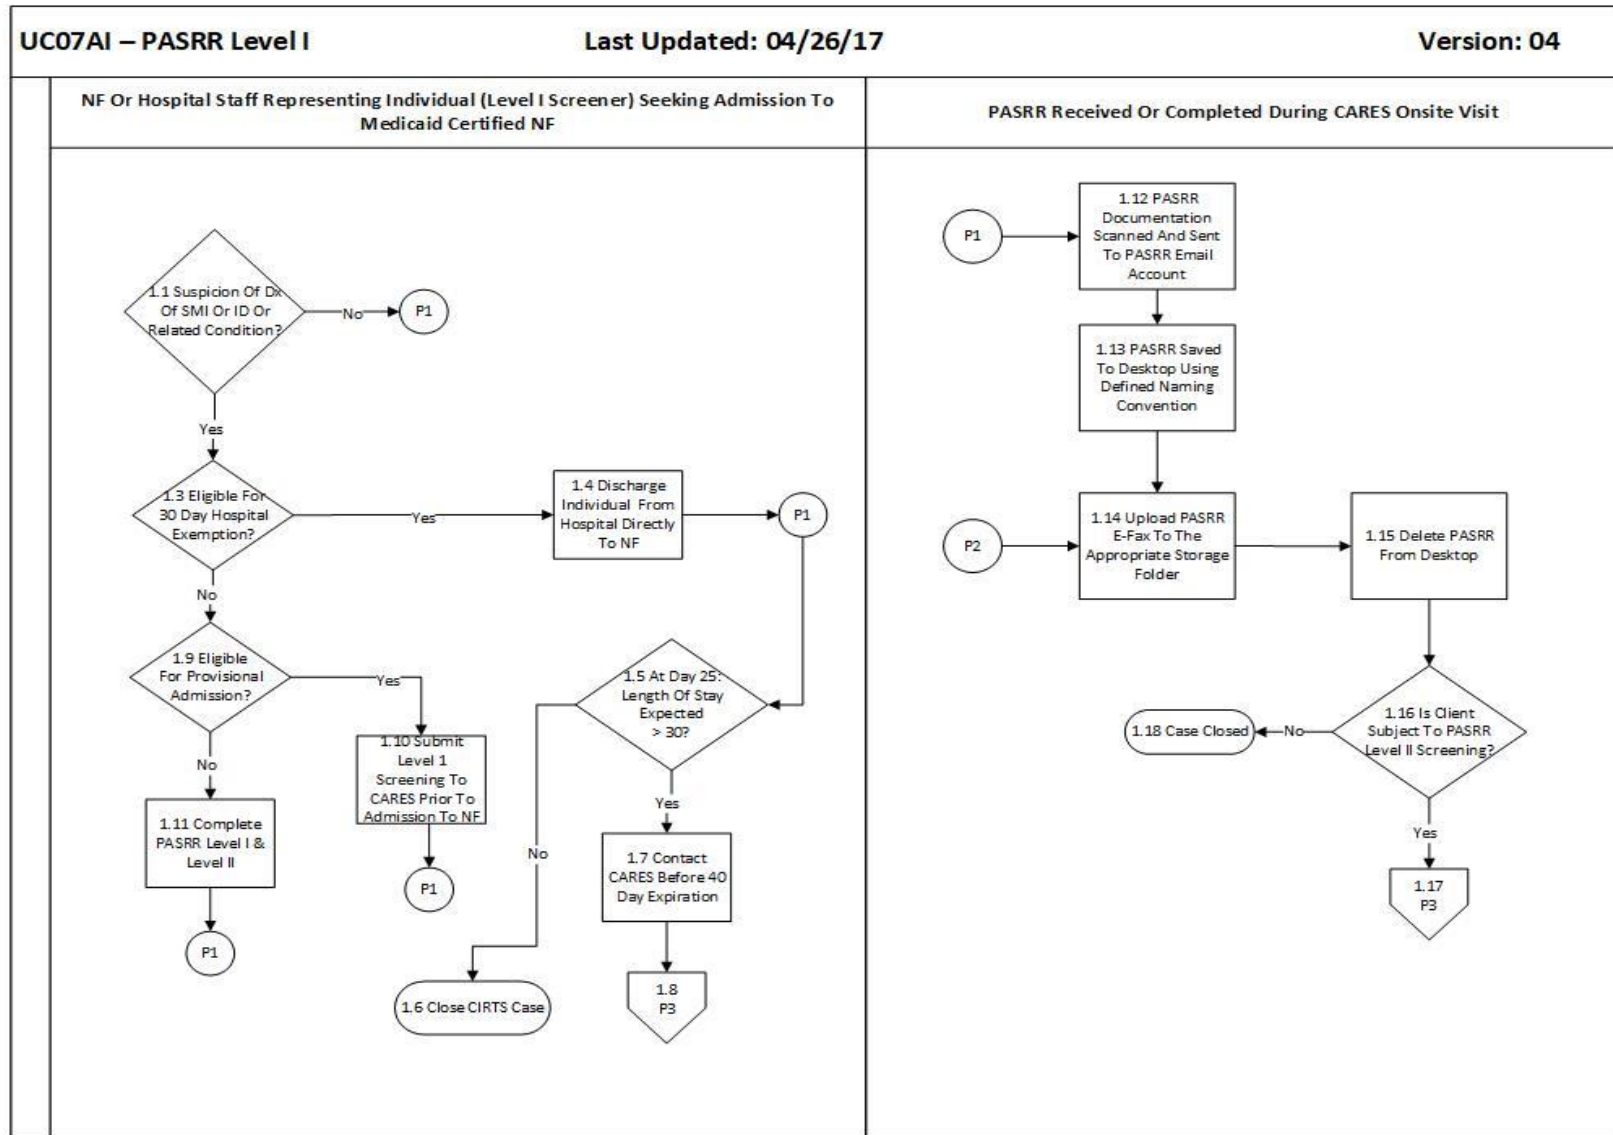 UC07AI – PASRR Level I
Last Updated: 04/26/17
Version: 04
NF Or Hospital Staff Representing Individual (Level I Screener) Seeking Admission To
Medicaid Certified NF
PASRR Received Or Completed During CARES Onsite Visit
1.1 Suspicion Of Dx
Of SMI Or ID Or
Related Condition?
No
P1
Yes
1.3 Eligible For
30 Day Hospital
Exemption?
Yes
1.4 Discharge
Individual From
Hospital Directly
To NF
P1
No
1.9 Eligible
For Provisional
Admission?
Yes
1.10 Submit
Level 1
Screening To
CARES Prior To
Admission To NF
P1
No
1.11 Complete
PASRR Level I &
Level II
P1
1.5 At Day 25:
Length Of Stay
Expected
> 30?
No
1.6 Close CIRTS Case
Yes
1.7 Contact
CARES Before 40
Day Expiration
1.8
P3
P1
1.12 PASRR
Documentation
Scanned And Sent
To PASRR Email
Account
1.13 PASRR Saved
To Desktop Using
Defined Naming
Convention
P2
1.14 Upload PASRR
E-Fax To The
Appropriate Storage
Folder
1.15 Delete PASRR
From Desktop
1.16 Is Client
Subject To PASRR
Level II Screening?
No
1.18 Case Closed
Yes
1.17
P3